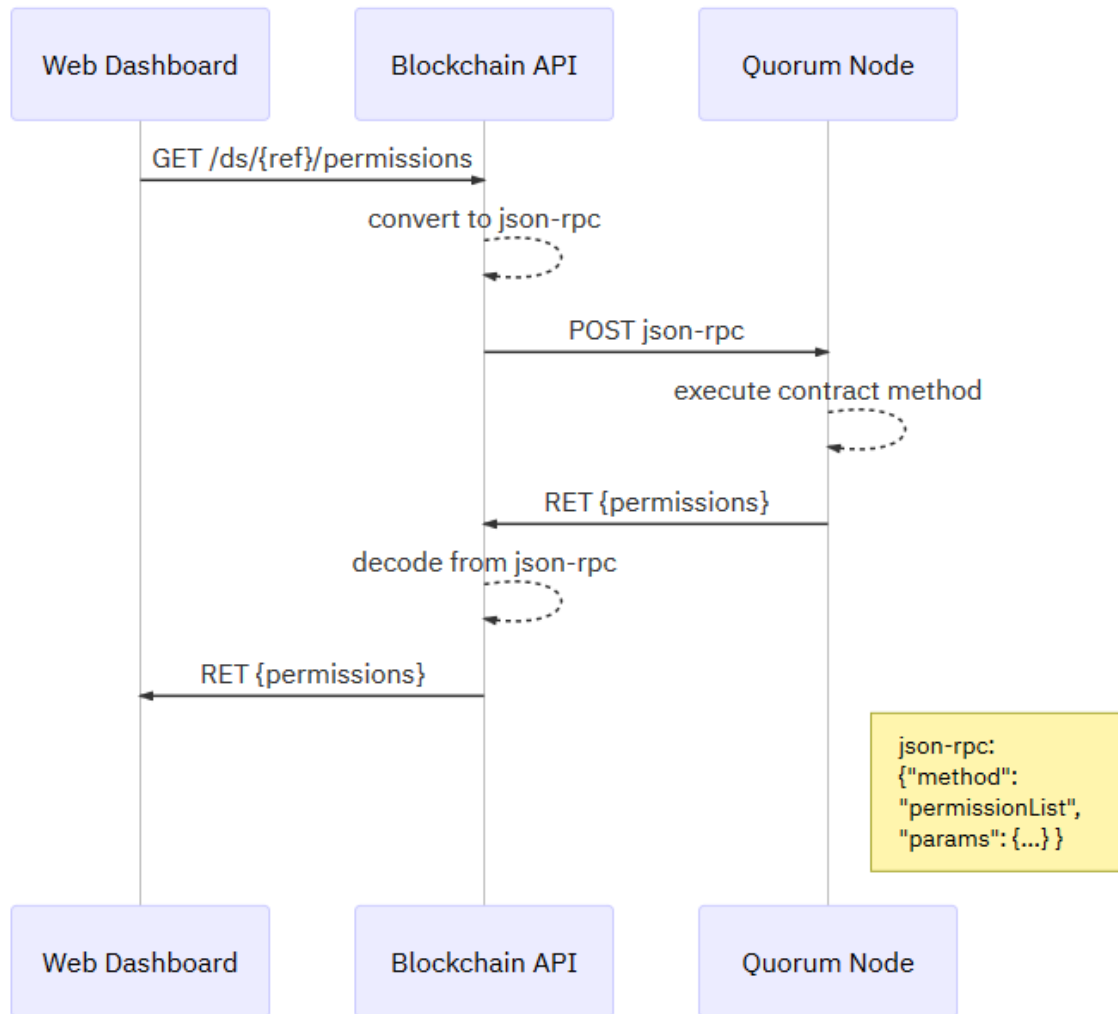 Web Dashboard
Blockchain API
Quorum Node
GET /ds/{ref}/permissions
convert to json-rpc
POST json-rpc
execute contract method
RET {permissions}
decode from json-rpc
RET {permissions}
json-rpc:
{"method":
"permissionList",
"params": {...} }
Web Dashboard
Blockchain API
Quorum Node